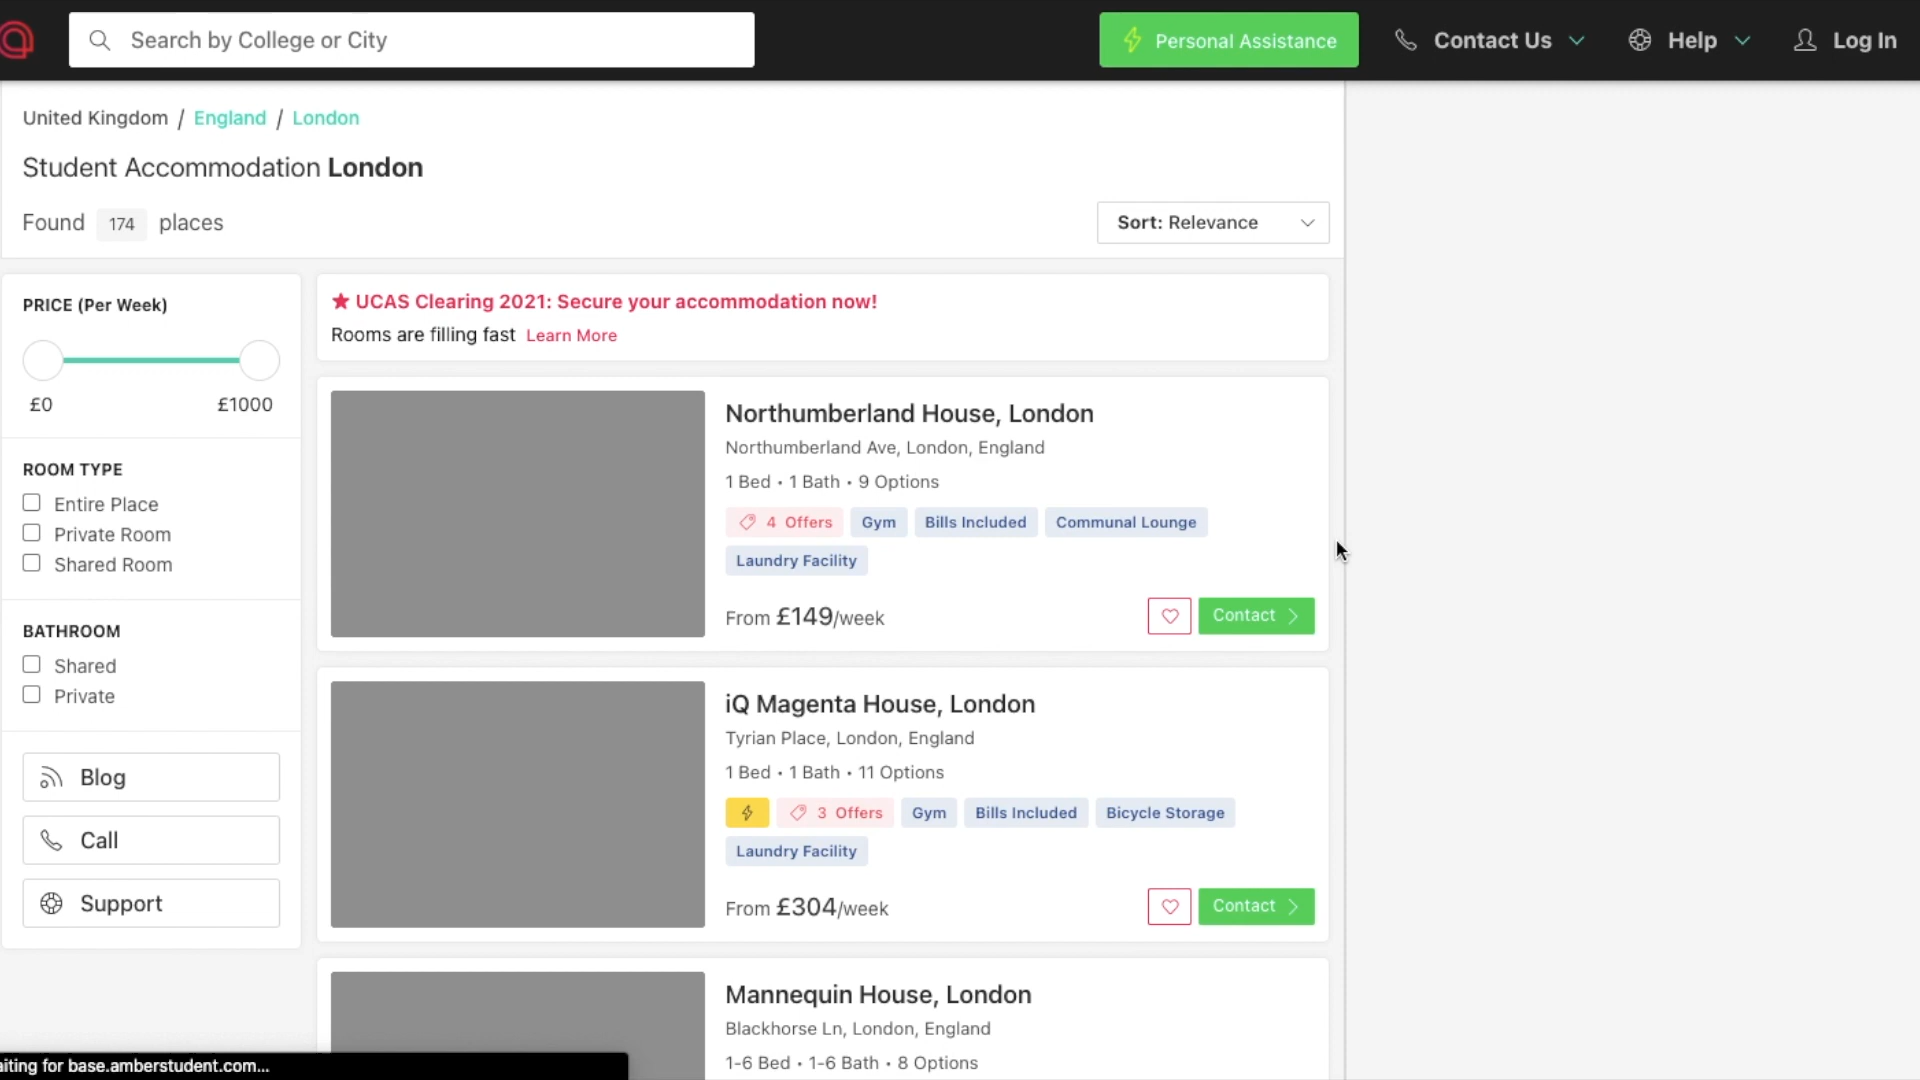 Search by College or City
Personal Assistance
Contact Us
Help
Log In
United Kingdom / England / London
Student Accommodation London
Found 174 places
Sort: Relevance
PRICE (Per Week)
£0 £1000
ROOM TYPE
Entire Place
Private Room
Shared Room
BATHROOM
Shared
Private
Blog
Call
Support
★ UCAS Clearing 2021: Secure your accommodation now!
Rooms are filling fast Learn More
Northumberland House, London
Northumberland Ave, London, England
1 Bed • 1 Bath • 9 Options
4 Offers Gym Bills Included Communal Lounge
Laundry Facility
From £149/week
Contact
iQ Magenta House, London
Tyrian Place, London, England
1 Bed • 1 Bath • 11 Options
3 Offers Gym Bills Included Bicycle Storage
Laundry Facility
From £304/week
Contact
Mannequin House, London
Blackhorse Ln, London, England
1-6 Bed • 1-6 Bath • 8 Options
aiting for base.amberstudent.com...